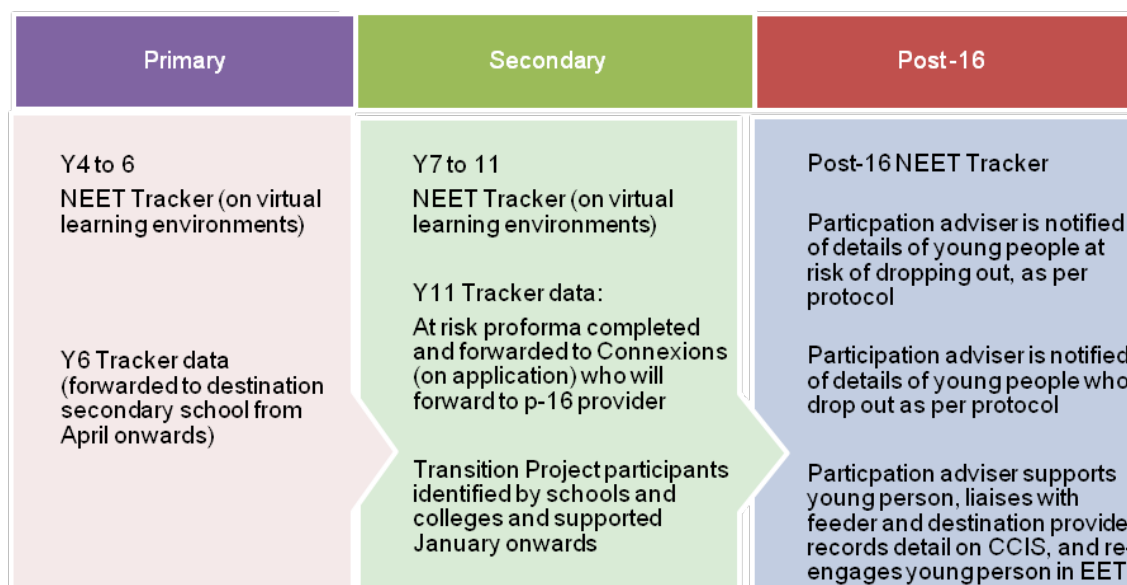 Primary
Secondary
Post-16
Y4 to 6
NEET Tracker (on virtual
learning environments)
Y6 Tracker data
(forwarded to destination
secondary school from
April onwards)
Y7 to 11
NEET Tracker (on virtual
learning environments)
Y11 Tracker data:
At risk proforma completed
and forwarded to Connexions
(on application) who will
forward to p-16 provider
Transition Project participants
identified by schools and
colleges and supported
January onwards
Post-16 NEET Tracker
Particpation adviser is notified
of details of young people at
risk of dropping out, as per
protocol
Participation adviser is notified
of details of young people who
drop out as per protocol
Particpation adviser supports
young person, liaises with
feeder and destination provide
records detail on CCIS, and re-
engages young person in EET